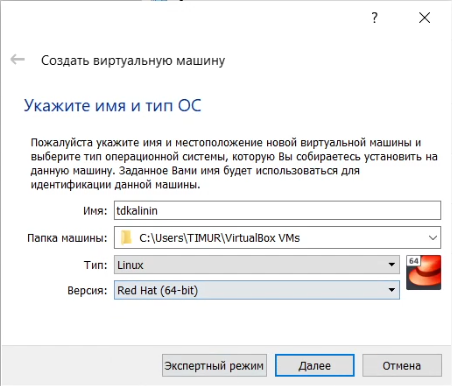 ?
Создать виртуальную машину
Укажите имя и тип ОС
Пожалуйста укажите имя и местоположение новой виртуальной машины и
выберите тип операционной системы, которую Вы собираетесь установить на
данную машину. Заданное Вами имя будет использоваться для
идентификации данной машины.
Имя: tdkalinin
Папка машины: C:\Users\TIMUR\VirtualBox VMs
Тип: Linux
64
Версия: Red Hat (64-bit)
Экспертный режим Далее Отмена